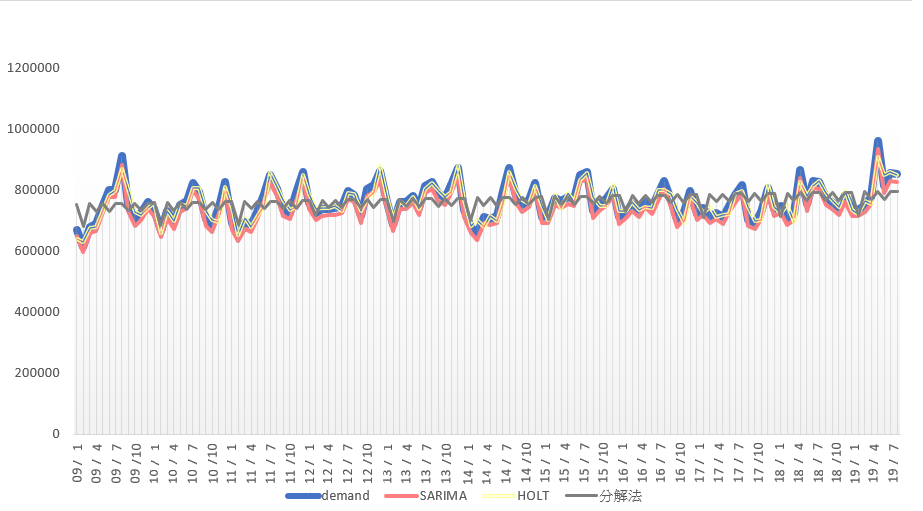 1200000
1000000
800000
600000
400000
200000
0
09 / 1
09 / 4
09 / 7
09 /10
10 / 1
10 / 4
10 / 7
10 /10
11 / 1
11 / 4
11 / 7
11 /10
12 / 1
12 / 4
12 / 7
12 /10
13 / 1
13 / 4
13 / 7
13 /10
14 / 1
14 / 4
14 / 7
14 /10
15 / 1
15 / 4
15 / 7
15 /10
16 / 1
16 / 4
16 / 7
16 /10
17 / 1
17 / 4
17 / 7
17 /10
18 / 1
18 / 4
18 / 7
18 /10
19 / 1
19 / 4
19 / 7
demand SARIMA HOLT 分解法